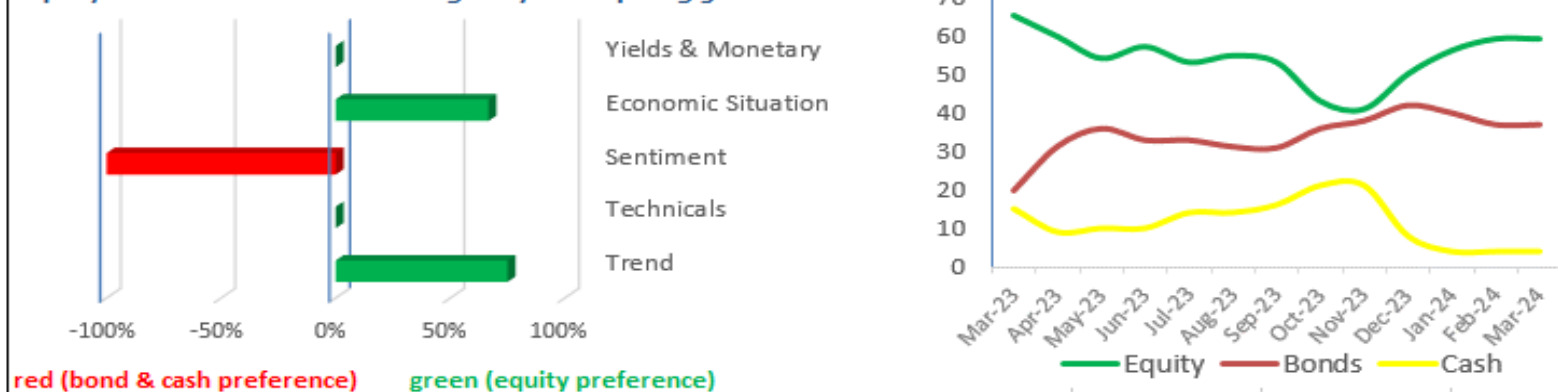 Yields & Monetary
Economic Situation
Sentiment
Technicals
Trend
-100%
-50%
0%
50%
100%
red (bond & cash preference)
green (equity preference)
70
60
50
40
30
20
10
0
Mar-23
Apr-23
May-23
Jun-23
Jul-23
Aug-23
Sep-23
Oct-23
Nov-23
Dec-23
Jan-24
Feb-24
Mar-24
Equity
Bonds
Cash